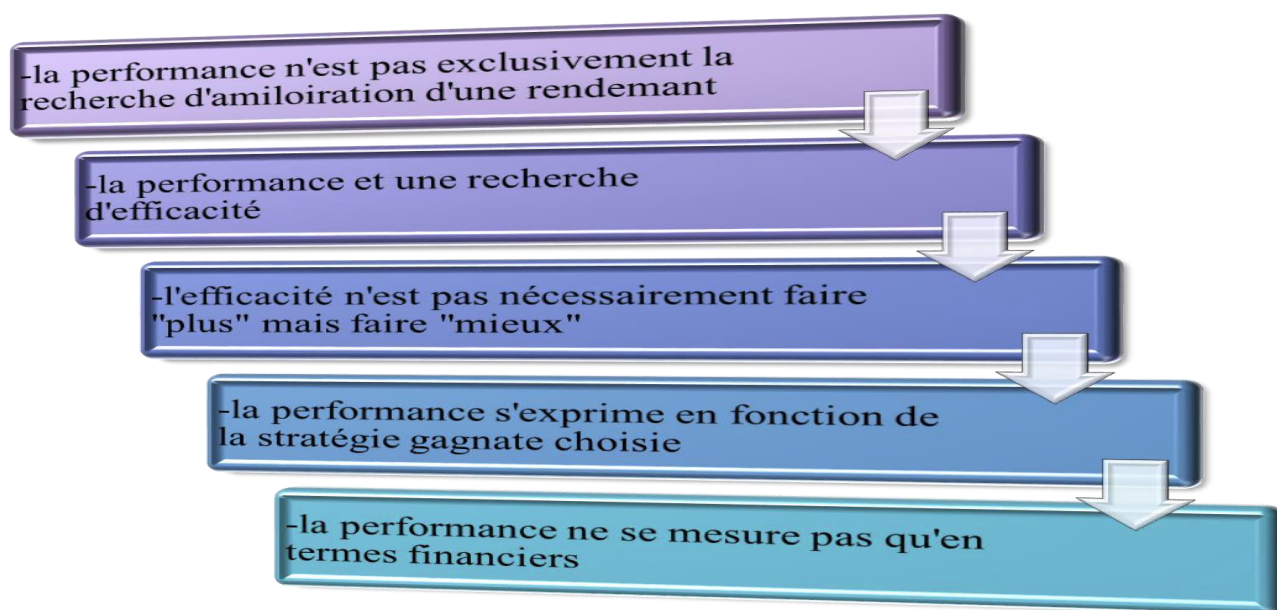 -la performance n'est pas exclusivement la
recherche d'amiloiration d'une rendemant
-la performance et une recherche
d'efficacité
-l'efficacité n'est pas nécessairement faire
"plus" mais faire "mieux"
-la performance s'exprime en fonction de
la stratégie gagnate choisie
-la performance ne se mesure pas qu'en
termes financiers